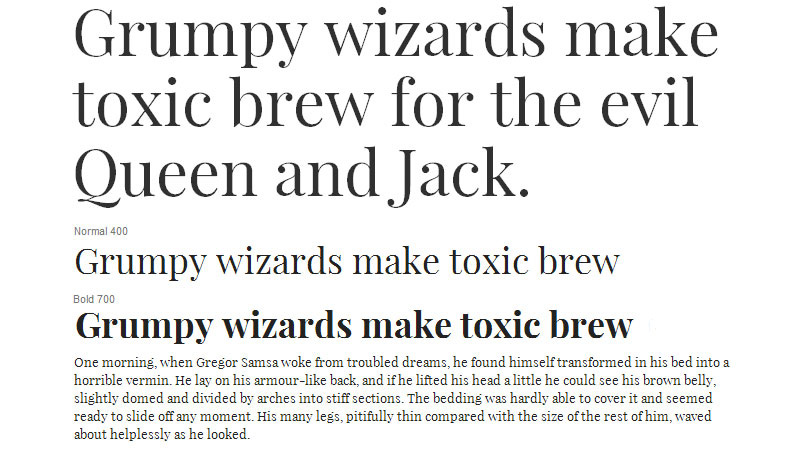 Grumpy wizards make
toxic brew for the evil
Queen and Jack.
Normal 400
Grumpy wizards make toxic brew
Bold 700
Grumpy wizards make toxic brew
One morning, when Gregor Samsa woke from troubled dreams, he found himself transformed in his bed into a
horrible vermin. He lay on his armour-like back, and if he lifted his head a little he could see his brown belly,
slightly domed and divided by arches into stiff sections. The bedding was hardly able to cover it and seemed
ready to slide off any moment. His many legs, pitifully thin compared with the size of the rest of him, waved
about helplessly as he looked.